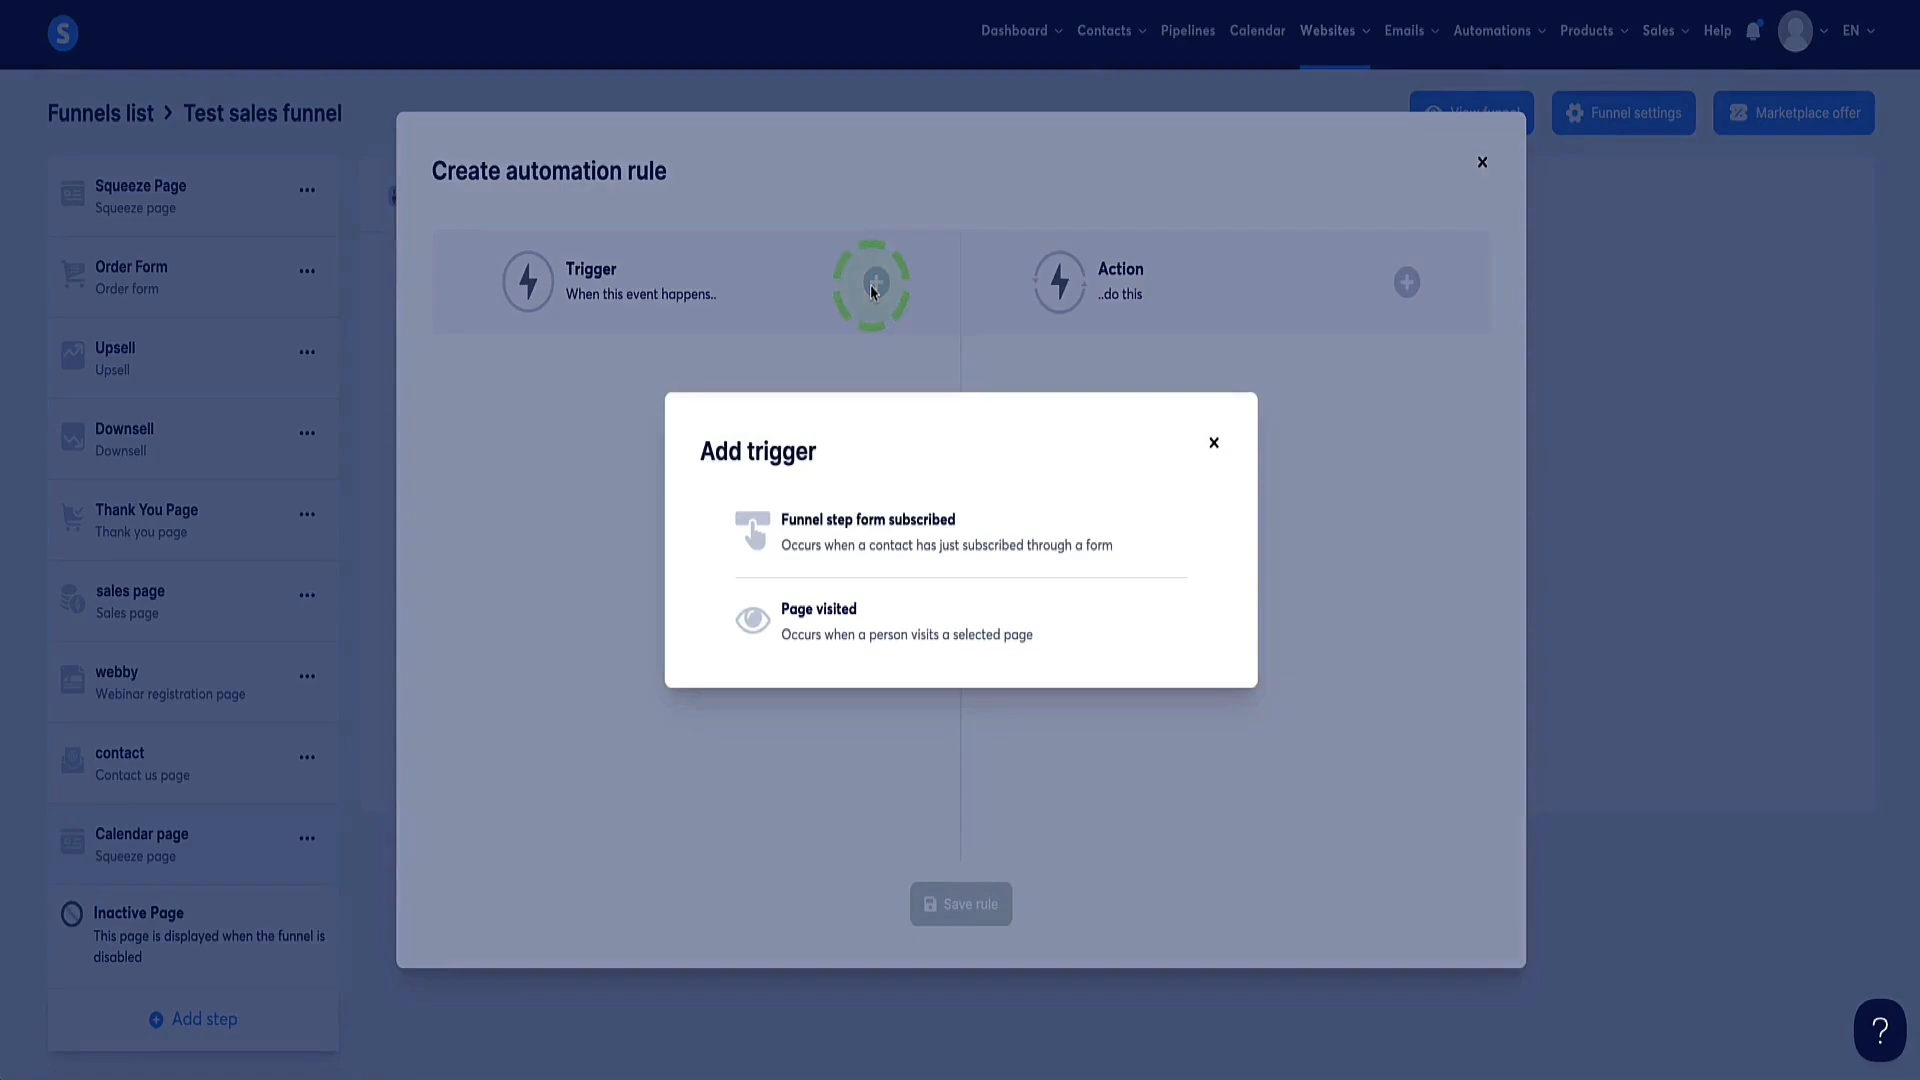 S
Dashboard
Contacts
Pipelines
Calendar
Websites
Emails
Automations
Products
Sales
Help
EN
Funnels list > Test sales funnel
View funnel
Funnel settings
Marketplace offer
Squeeze Page
Squeeze page
Order Form
Order form
Upsell
Upsell
Downsell
Downsell
Thank You Page
Thank you page
sales page
Sales page
webby
Webinar registration page
contact
Contact us page
Calendar page
Squeeze page
Inactive Page
This page is displayed when the funnel is
disabled
Add step
Create automation rule
Trigger
When this event happens..
Action
..do this
Add trigger
Funnel step form subscribed
Occurs when a contact has just subscribed through a form
Page visited
Occurs when a person visits a selected page
Save rule
?